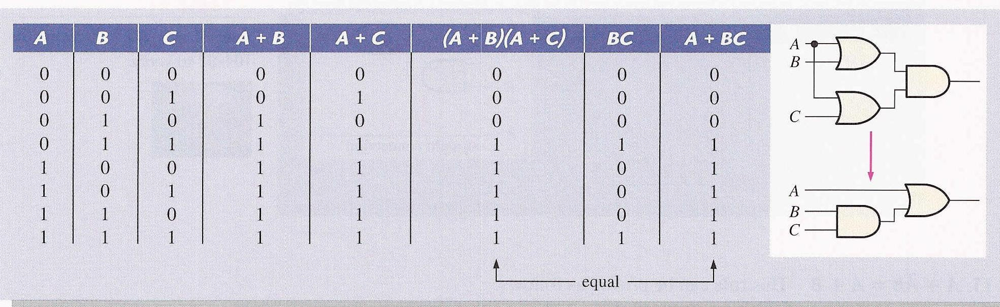 A B C A + B A + C (A + B)(A + C) BC A + BC
0 0 0 0 0 0 0 0
0 0 1 0 1 0 0 0
0 1 0 1 0 0 0 0
0 1 1 1 1 1 1 1
1 0 0 1 1 1 0 1
1 0 1 1 1 1 0 1
1 1 0 1 1 1 0 1
1 1 1 1 1 1 1 1
equal
A
B
C
A
B
C